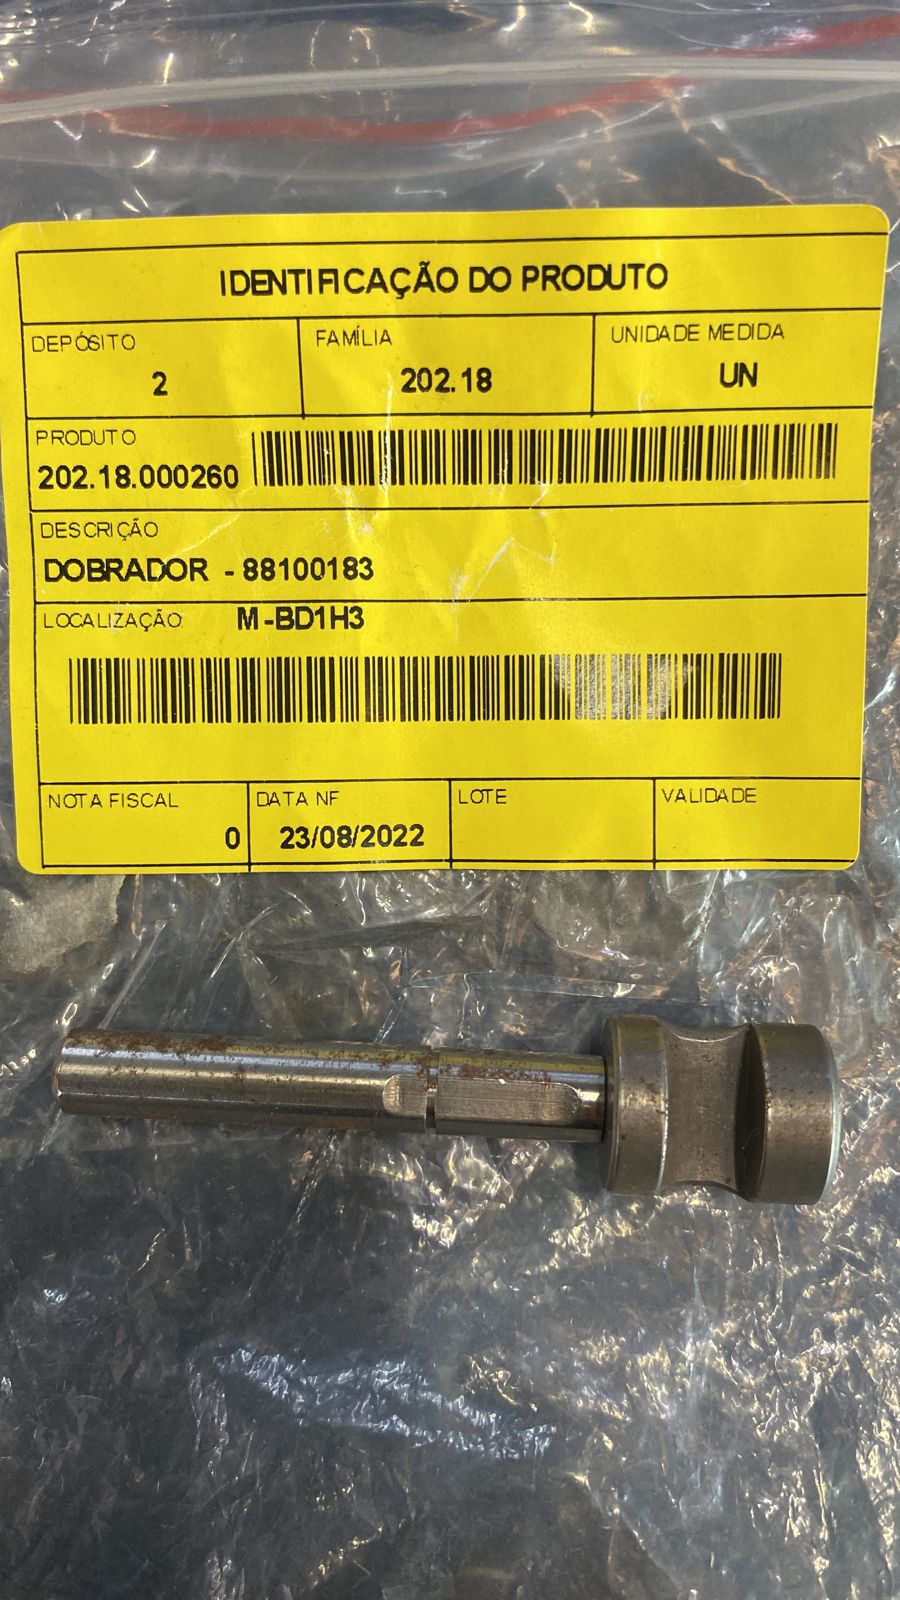 IDENTIFICAÇÃO DO PRODUTO
DEPÓSITO FAMÍLIA UNIDADE MEDIDA
2 202.18 UN
PRODUTO
202.18.000260
DESCRIÇÃO
DOBRADOR - 88100183
LOCALIZAÇÃO M-BD1H3
NOTA FISCAL DATA NF LOTE VALIDADE
0 23/08/2022